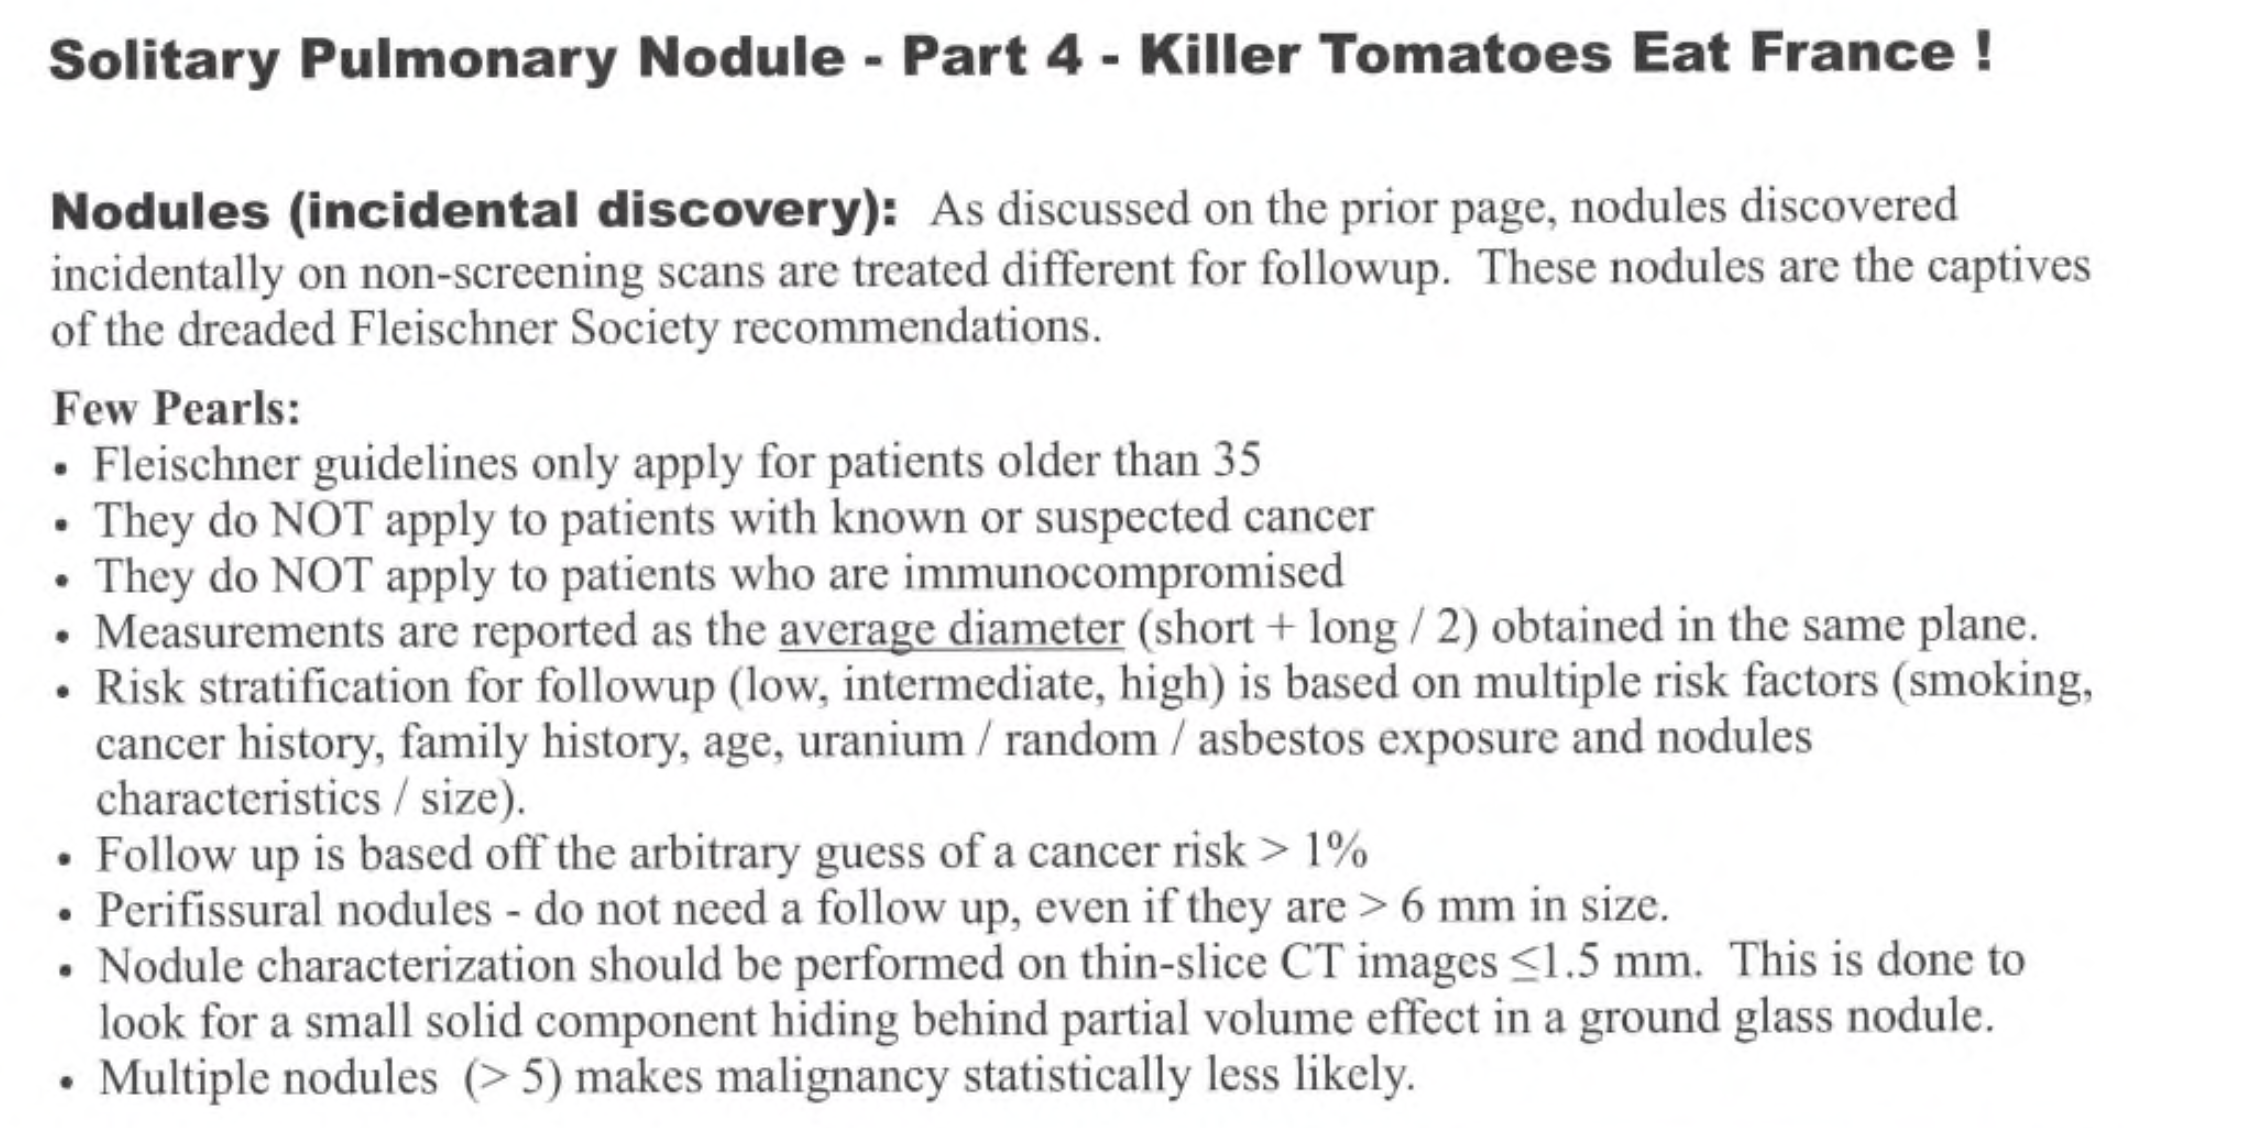 Solitary Pulmonary Nodule - Part 4 - Killer Tomatoes Eat France !
Nodules (incidental discovery): As discussed on the prior page, nodules discovered
incidentally on non-screening scans are treated different for followup. These nodules are the captives
of the dreaded Fleischner Society recommendations.
Few Pearls:
• Fleischner guidelines only apply for patients older than 35
• They do NOT apply to patients with known or suspected cancer
• They do NOT apply to patients who are immunocompromised
• Measurements are reported as the average diameter (short + long / 2) obtained in the same plane.
• Risk stratification for followup (low, intermediate, high) is based on multiple risk factors (smoking,
cancer history, family history, age, uranium / random / asbestos exposure and nodules
characteristics / size).
• Follow up is based off the arbitrary guess of a cancer risk > 1%
• Perifissural nodules - do not need a follow up, even if they are > 6 mm in size.
• Nodule characterization should be performed on thin-slice CT images ≤1.5 mm. This is done to
look for a small solid component hiding behind partial volume effect in a ground glass nodule.
• Multiple nodules (> 5) makes malignancy statistically less likely.